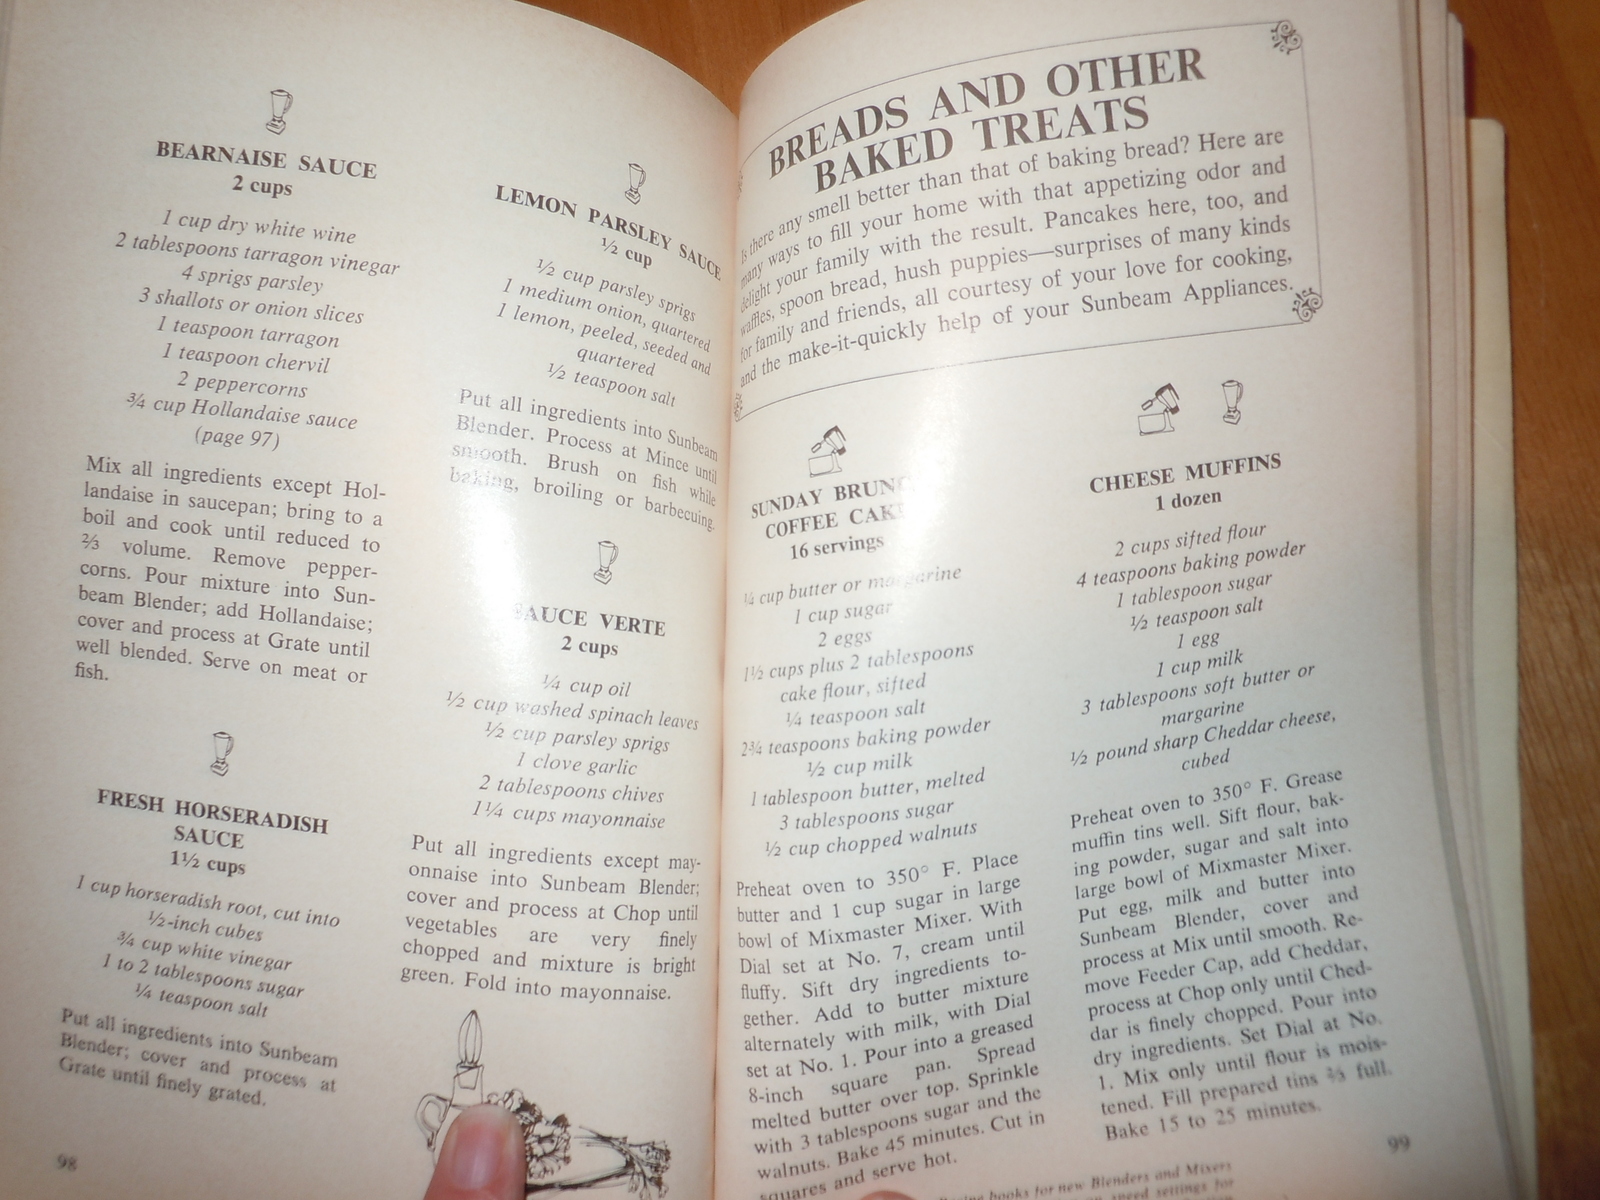 BEARNAISE SAUCE
2 cups
1 cup dry white wine
2 tablespoons tarragon vinegar
4 sprigs parsley
3 shallots or onion slices
1 teaspoon tarragon
1 teaspoon chervil
2 peppercorns
¾ cup Hollandaise sauce
(page 97)
Mix all ingredients except Hol-
landaise in saucepan; bring to a
boil and cook until reduced to
⅔ volume. Remove pepper-
corns. Pour mixture into Sun-
beam Blender; add Hollandaise;
cover and process at Grate until
well blended. Serve on meat or
fish.
FRESH HORSERADISH
SAUCE
1½ cups
1 cup horseradish root, cut into
½-inch cubes
¾ cup white vinegar
1 to 2 tablespoons sugar
¼ teaspoon salt
Put all ingredients into Sunbeam
Blender; cover and process at
Grate until finely grated.
98
LEMON PARSLEY SAUCE
½ cup
½ cup parsley sprigs
1 medium onion, quartered
1 lemon, peeled, seeded and
quartered
½ teaspoon salt
Put all ingredients into Sunbeam
Blender. Process at Mince until
smooth. Brush on fish while
baking, broiling or barbecuing.
SAUCE VERTE
2 cups
¼ cup oil
½ cup washed spinach leaves
½ cup parsley sprigs
1 clove garlic
2 tablespoons chives
1¼ cups mayonnaise
Put all ingredients except may-
onnaise into Sunbeam Blender;
cover and process at Chop until
vegetables are very finely
chopped and mixture is bright
green. Fold into mayonnaise.
BREADS AND OTHER
BAKED TREATS
Is there any smell better than that of baking bread? Here are
many ways to fill your home with that appetizing odor and
delight your family with the result. Pancakes here, too, and
waffles, spoon bread, hush puppies—surprises of many kinds
for family and friends, all courtesy of your love for cooking,
and the make-it-quickly help of your Sunbeam Appliances.
SUNDAY BRUNC
COFFEE CAKE
16 servings
¼ cup butter or margarine
1 cup sugar
2 eggs
1½ cups plus 2 tablespoons
cake flour, sifted
¼ teaspoon salt
2¾ teaspoons baking powder
½ cup milk
1 tablespoon butter, melted
3 tablespoons sugar
½ cup chopped walnuts
Preheat oven to 350° F. Place
butter and 1 cup sugar in large
bowl of Mixmaster Mixer. With
Dial set at No. 7, cream until
fluffy. Sift dry ingredients to-
gether. Add to butter mixture
alternately with milk, with Dial
set at No. 1. Pour into a greased
8-inch square pan. Spread
melted butter over top. Sprinkle
with 3 tablespoons sugar and the
walnuts. Bake 45 minutes. Cut in
squares and serve hot.
CHEESE MUFFINS
1 dozen
2 cups sifted flour
4 teaspoons baking powder
1 tablespoon sugar
½ teaspoon salt
1 egg
1 cup milk
3 tablespoons soft butter or
margarine
½ pound sharp Cheddar cheese,
cubed
Preheat oven to 350° F. Grease
muffin tins well. Sift flour, bak-
ing powder, sugar and salt into
large bowl of Mixmaster Mixer.
Put egg, milk and butter into
Sunbeam Blender, cover and
process at Mix until smooth. Re-
move Feeder Cap, add Cheddar,
process at Chop only until Ched-
dar is finely chopped. Pour into
dry ingredients. Set Dial at No.
1. Mix only until flour is mois-
tened. Fill prepared tins ⅔ full.
Bake 15 to 25 minutes.
books for new Blenders and Mixers
speed settings for
99